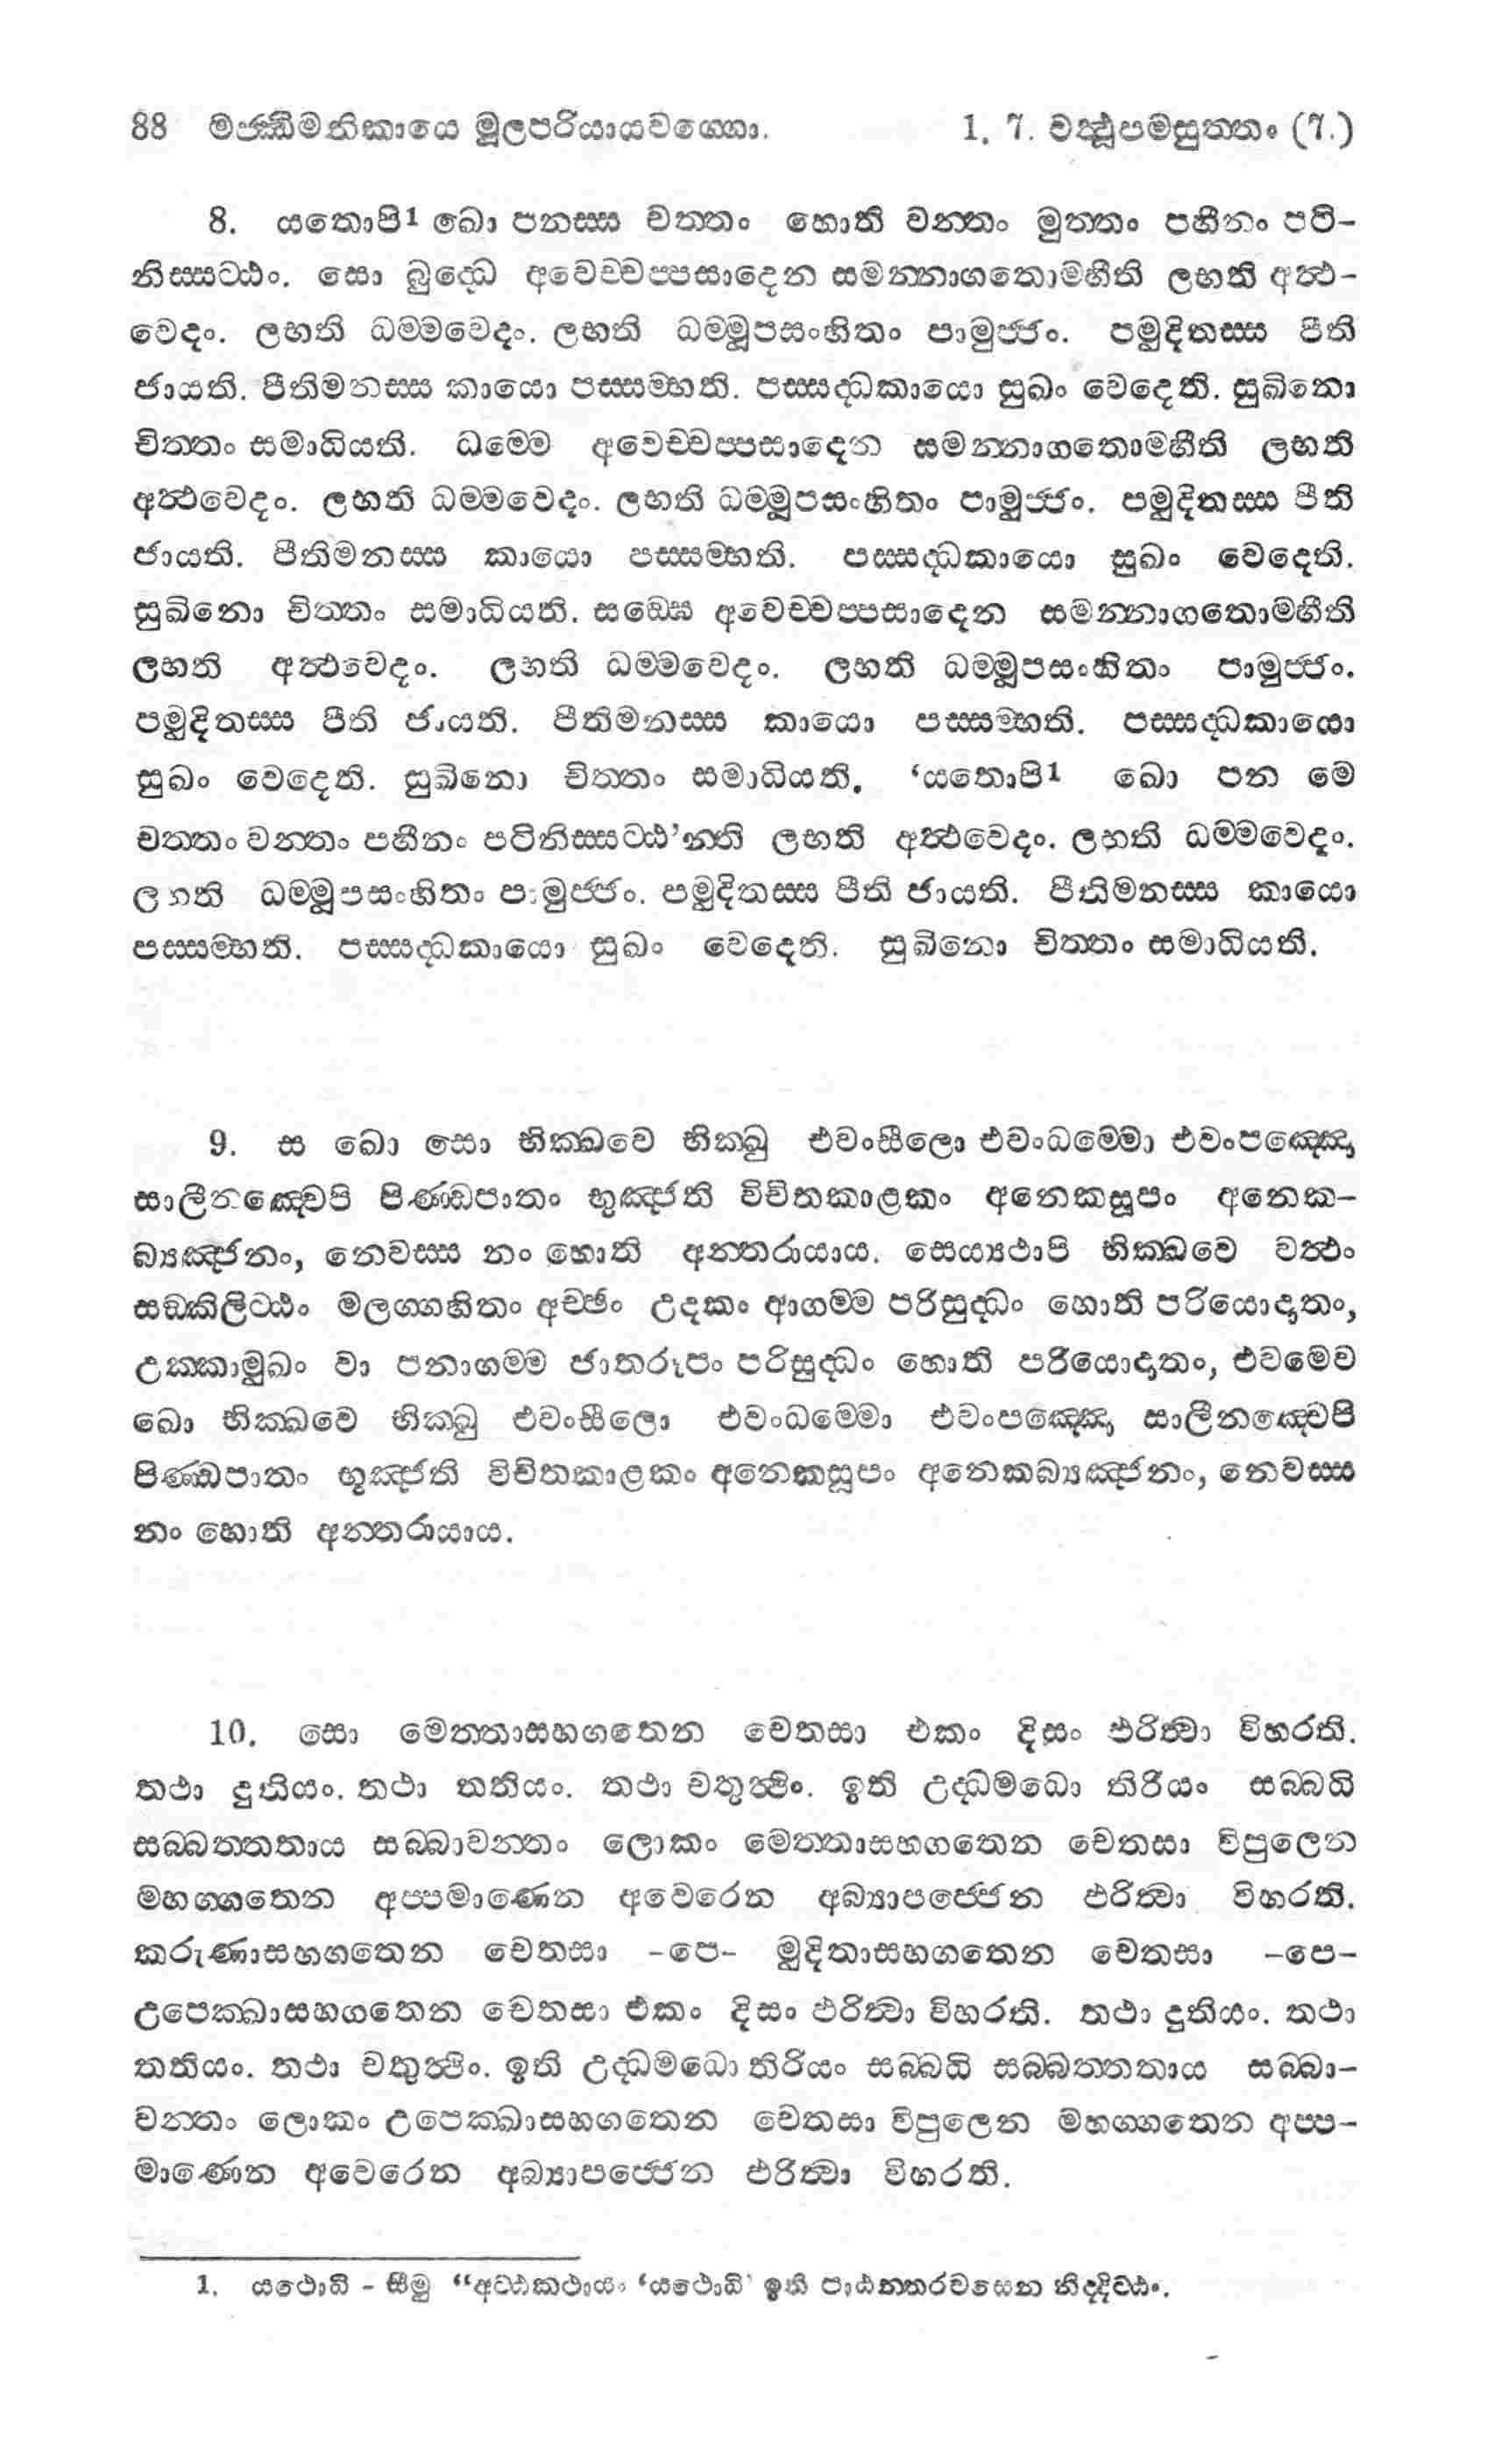 88 මජ්ඣිමනිකායෙ මූලපරියායවග්ගො. 1. 7. වත්ථූපමසුත්තං (7.)
8. යතොපි1 ඛො පනස්ස චත්තං හොති වන්තං මුත්තං පහීනං පටි-
නිස්සට්ඨං. සො බුද්ධෙ අවෙච්චප්පසාදෙන සමන්නාගතොමහීති ලභති අත්ථ-
වෙදං. ලභති ධම්මවෙදං. ලභති ධම්මූපසංහිතං පාමුජ්ජං. පමුදිතස්ස පීති
ජායති. පීතිමනස්ස කායො පස්සම්භති. පස්සද්ධකායො සුඛං වෙදෙති. සුඛිනො
චිත්තං සමාධියති. ධම්මෙ අවෙච්චප්පසාදෙන සමන්නාගතොමහීති ලභති
අත්ථවෙදං. ලභති ධම්මවෙදං. ලභති ධම්මූපසංහිතං පාමුජ්ජං. පමුදිතස්ස පීති
ජායති. පීතිමනස්ස කායො පස්සම්භති. පස්සද්ධකායො සුඛං වෙදෙති.
සුඛිනො චිත්තං සමාධියති. සඞ්ඝෙ අවෙච්චප්පසාදෙන සමන්නාගතොමහීති
ලභති අත්ථවෙදං. ලභති ධම්මවෙදං. ලභති ධම්මූපසංහිතං පාමුජ්ජං.
පමුදිතස්ස පීති ජායති. පීතිමනස්ස කායො පස්සම්භති. පස්සද්ධකායො
සුඛං වෙදෙති. සුඛිනො චිත්තං සමාධියති. ‘යතොපි1 ඛො පන මෙ
චත්තං වන්තං පහීනං පටිනිස්සට්ඨ’න්ති ලභති අත්ථවෙදං. ලභති ධම්මවෙදං.
ලභති ධම්මූපසංහිතං පාමුජ්ජං. පමුදිතස්ස පීති ජායති. පීතිමනස්ස කායො
පස්සම්භති. පස්සද්ධකායො සුඛං වෙදෙති. සුඛිනො චිත්තං සමාධියති.
9. ස ඛො සො භික්ඛවෙ භික්ඛු එවංසීලො එවංධම්මො එවංපඤ්ඤො
සාලීනඤ්චෙපි පිණ්ඩපාතං භුඤ්ජති විචිතකාළකං අනෙකසූපං අනෙක-
බ්‍යඤ්ජනං, නෙවස්ස නං හොති අන්තරායාය. සෙය්‍යථාපි භික්ඛවෙ වත්ථං
සඞ්කිලිට්ඨං මලග්ගහිතං අච්ඡං උදකං ආගම්ම පරිසුද්ධං හොති පරියොදාතං,
උක්කාමුඛං වා පනාගම්ම ජාතරූපං පරිසුද්ධං හොති පරියොදාතං, එවමෙව
ඛො භික්ඛවෙ භික්ඛු එවංසීලො එවංධම්මො එවංපඤ්ඤො සාලීනඤ්චෙපි
පිණ්ඩපාතං භුඤ්ජති විචිතකාළකං අනෙකසූපං අනෙකබ්‍යඤ්ජනං, නෙවස්ස
නං හොති අන්තරායාය.
10. සො මෙත්තාසහගතෙන චෙතසා එකං දිසං ඵරිත්වා විහරති.
තථා දුතියං. තථා තතියං. තථා චතුත්ථිං. ඉති උද්ධමධො තිරියං සබ්බධි
සබ්බත්තතාය සබ්බාවන්තං ලොකං මෙත්තාසහගතෙන චෙතසා විපුලෙන
මහග්ගතෙන අප්පමාණෙන අවෙරෙන අබ්‍යාපජ්ජෙන ඵරිත්වා විහරති.
කරුණාසහගතෙන චෙතසා -පෙ- මුදිතාසහගතෙන චෙතසා -පෙ-
උපෙක්ඛාසහගතෙන චෙතසා එකං දිසං ඵරිත්වා විහරති. තථා දුතියං. තථා
තතියං. තථා චතුත්ථිං. ඉති උද්ධමධො තිරියං සබ්බධි සබ්බත්තතාය සබ්බා-
වන්තං ලොකං උපෙක්ඛාසහගතෙන චෙතසා විපුලෙන මහග්ගතෙන අප්ප-
මාණෙන අවෙරෙන අබ්‍යාපජ්ජෙන ඵරිත්වා විහරති.
1. යථොධි - සීමු “අට්ඨකථායං ‘යථොධි’ ඉති පාඨන්තරවසෙන නිද්දිට්ඨං.